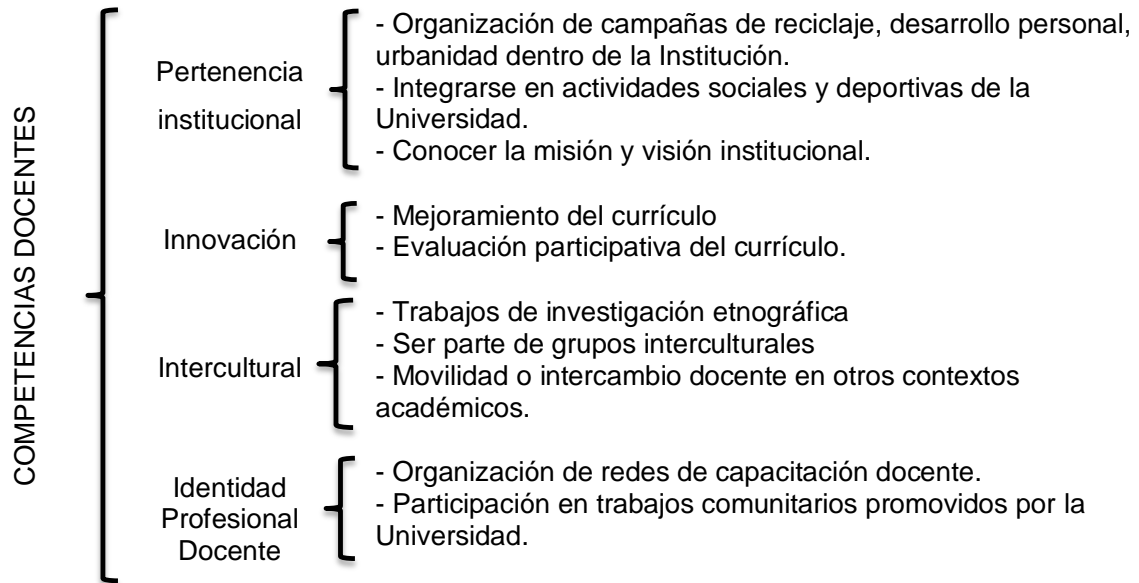 COMPETENCIAS DOCENTES
Pertenencia
institucional
- Organización de campañas de reciclaje, desarrollo personal,
urbanidad dentro de la Institución.
- Integrarse en actividades sociales y deportivas de la
Universidad.
- Conocer la misión y visión institucional.
Innovación
- Mejoramiento del currículo
- Evaluación participativa del currículo.
Intercultural
- Trabajos de investigación etnográfica
- Ser parte de grupos interculturales
- Movilidad o intercambio docente en otros contextos
académicos.
Identidad
Profesional
Docente
- Organización de redes de capacitación docente.
- Participación en trabajos comunitarios promovidos por la
Universidad.